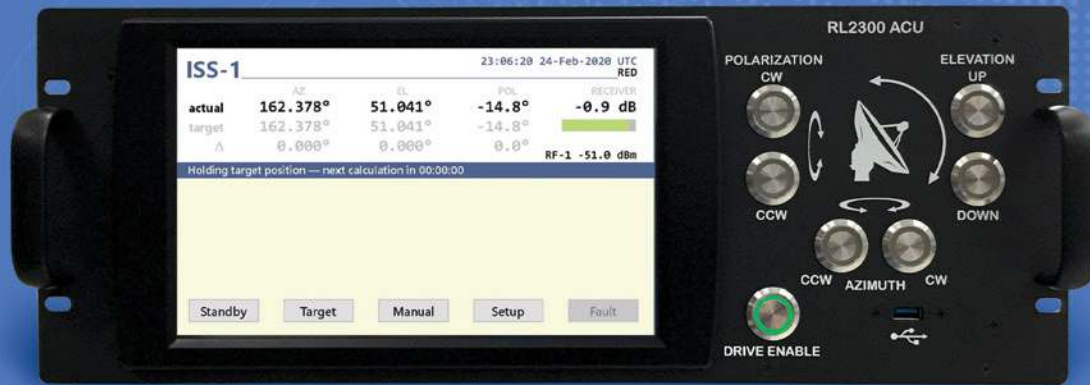 RL2300 ACU
ISS-1
23:06:20 24-Feb-2020 UTC
RED
AZ EL POL RECEIVER
actual 162.378° 51.041° -14.8° -0.9 dB
target 162.378° 51.041° -14.8°
Δ 0.000° 0.000° 0.0°
RF-1 -51.0 dBm
Holding target position — next calculation in 00:00:00
Standby Target Manual Setup Fault
POLARIZATION
CW
CCW
ELEVATION
UP
DOWN
CCW AZIMUTH CW
DRIVE ENABLE